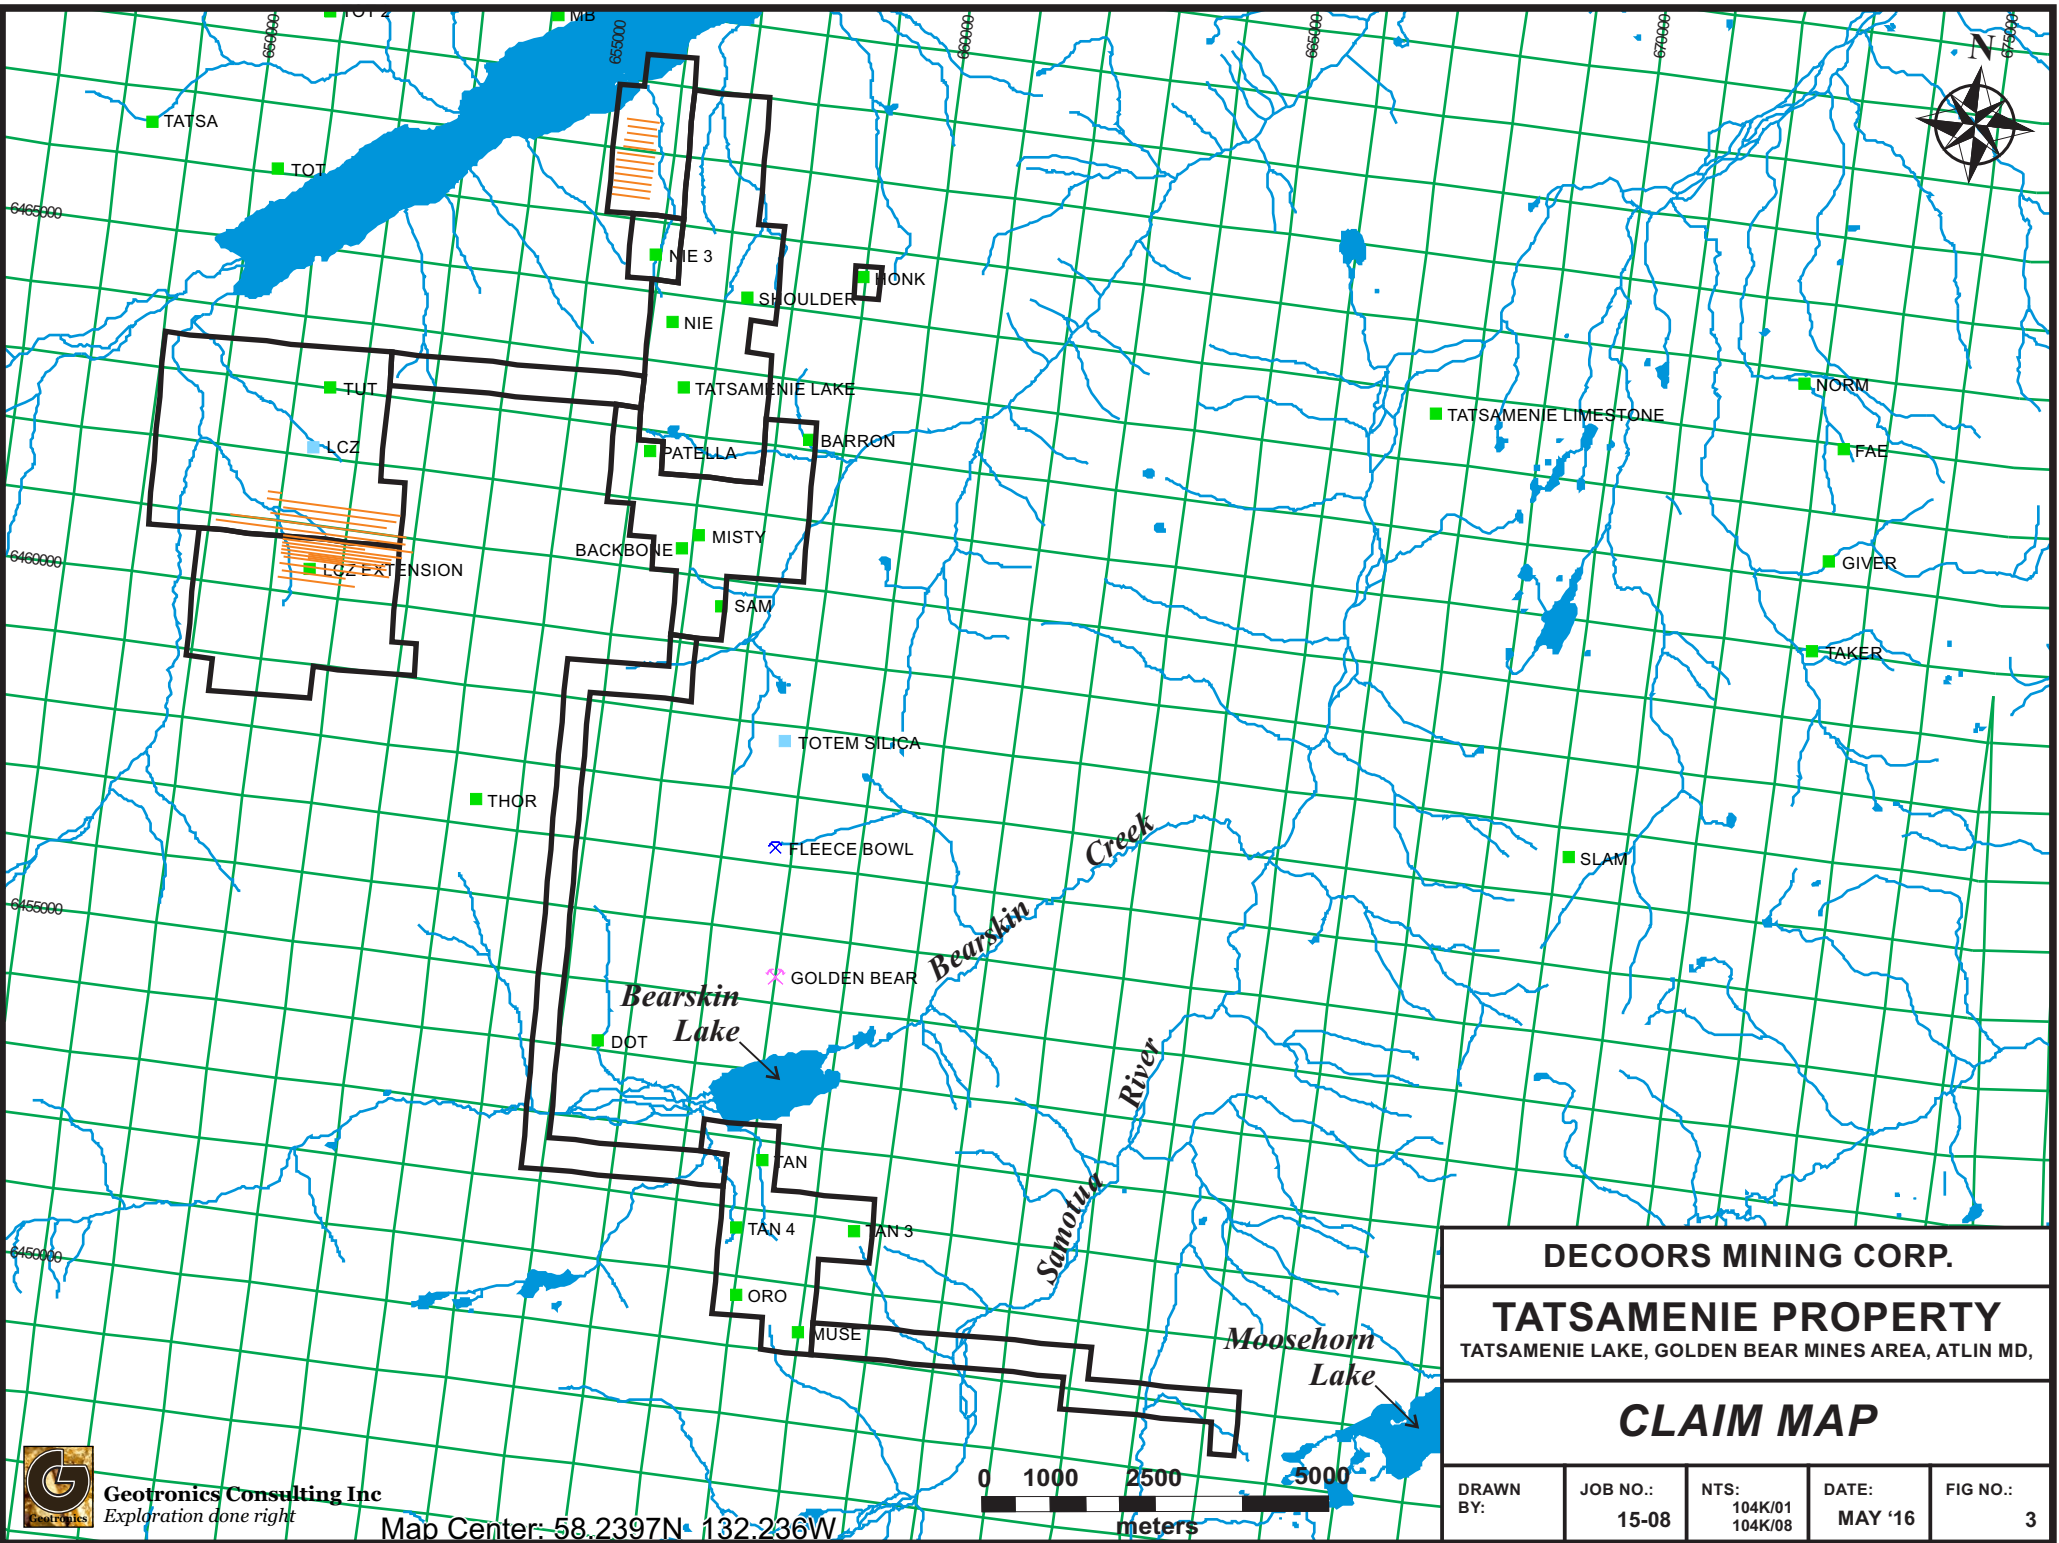 TOT 2
MB
650000
655000
660000
665000
670000
675000
N
TATSA
TOT
6465000
NIE 3
HONK
SHOULDER
NIE
TUT
TATSAMENIE LAKE
NORM
TATSAMENIE LIMESTONE
LCZ
PATELLA
BARRON
FAE
MISTY
BACKBONE
6460000
LCZ EXTENSION
GIVER
SAM
TAKER
TOTEM SILICA
THOR
FLEECE BOWL
SLAM
Bearskin Creek
6455000
GOLDEN BEAR
Bearskin
Lake
DOT
Samotua River
TAN
TAN 4
TAN 3
6450000
ORO
MUSE
Moosehorn
Lake
DECOORS MINING CORP.
TATSAMENIE PROPERTY
TATSAMENIE LAKE, GOLDEN BEAR MINES AREA, ATLIN MD,
CLAIM MAP
DRAWN
BY:
JOB NO.:
15-08
NTS:
104K/01
104K/08
DATE:
MAY ‘16
FIG NO.:
3
0 1000 2500 5000
meters
Geotronics
Geotronics Consulting Inc
Exploration done right
Map Center: 58.2397N 132.236W